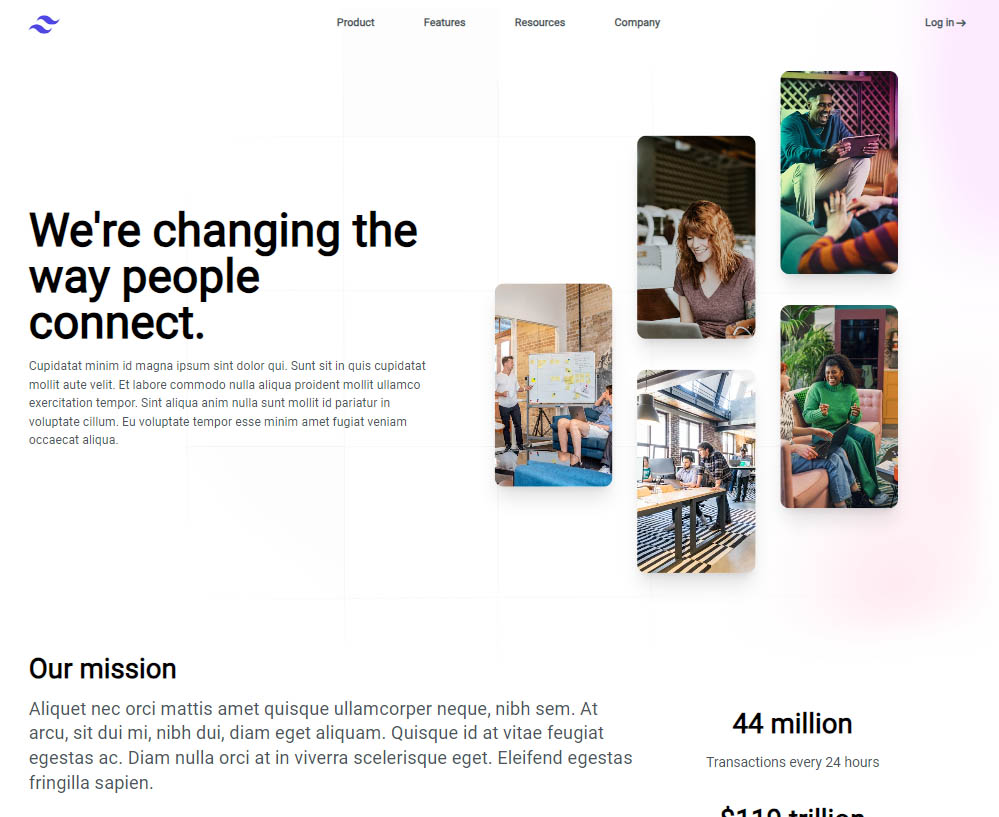 Product
Features
Resources
Company
Log in →
We're changing the
way people
connect.
Cupidatat minim id magna ipsum sint dolor qui. Sunt sit in quis cupidatat
mollit aute velit. Et labore commodo nulla aliqua proident mollit ullamco
exercitation tempor. Sint aliqua anim nulla sunt mollit id pariatur in
voluptate cillum. Eu voluptate tempor esse minim amet fugiat veniam
occaecat aliqua.
Our mission
Aliquet nec orci mattis amet quisque ullamcorper neque, nibh sem. At
arcu, sit dui mi, nibh dui, diam eget aliquam. Quisque id at vitae feugiat
egestas ac. Diam nulla orci at in viverra scelerisque eget. Eleifend egestas
fringilla sapien.
44 million
Transactions every 24 hours
$119 trillion